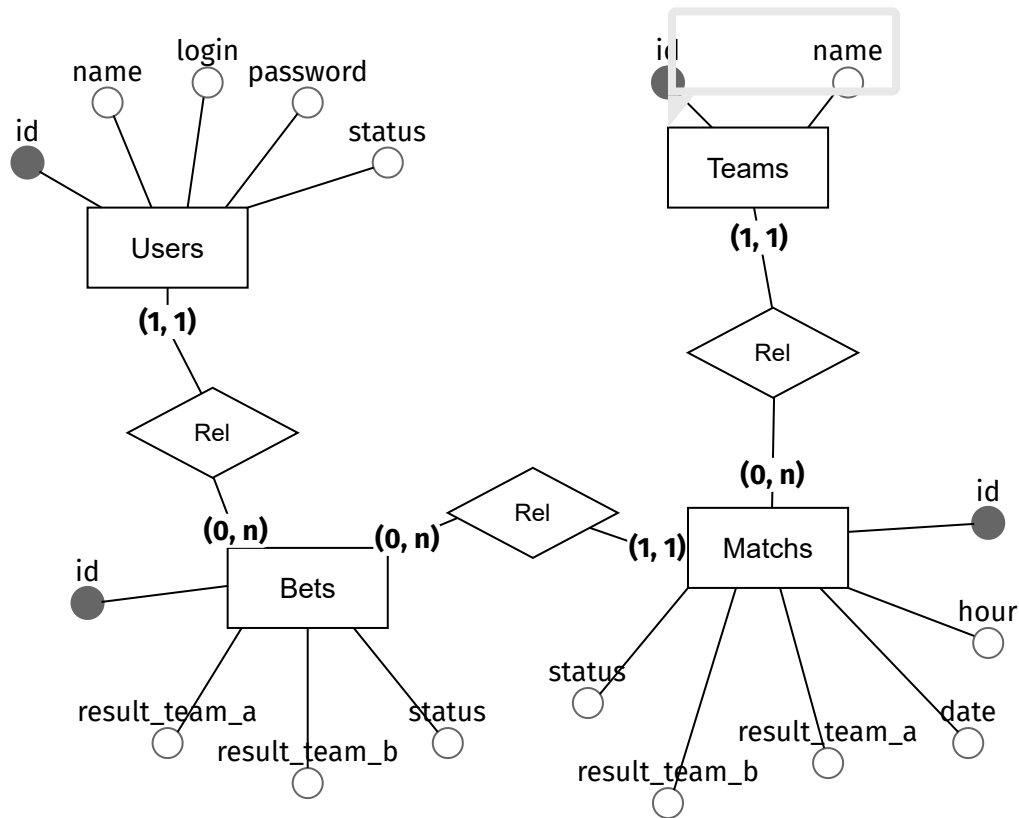 id
name
login
password
status
Users
(1, 1)
Rel
(0, n)
id
name
Teams
(1, 1)
Rel
(0, n)
(0, n)
Rel
(1, 1)
id
Bets
result_team_a
result_team_b
status
Matchs
id
hour
date
result_team_a
result_team_b
status